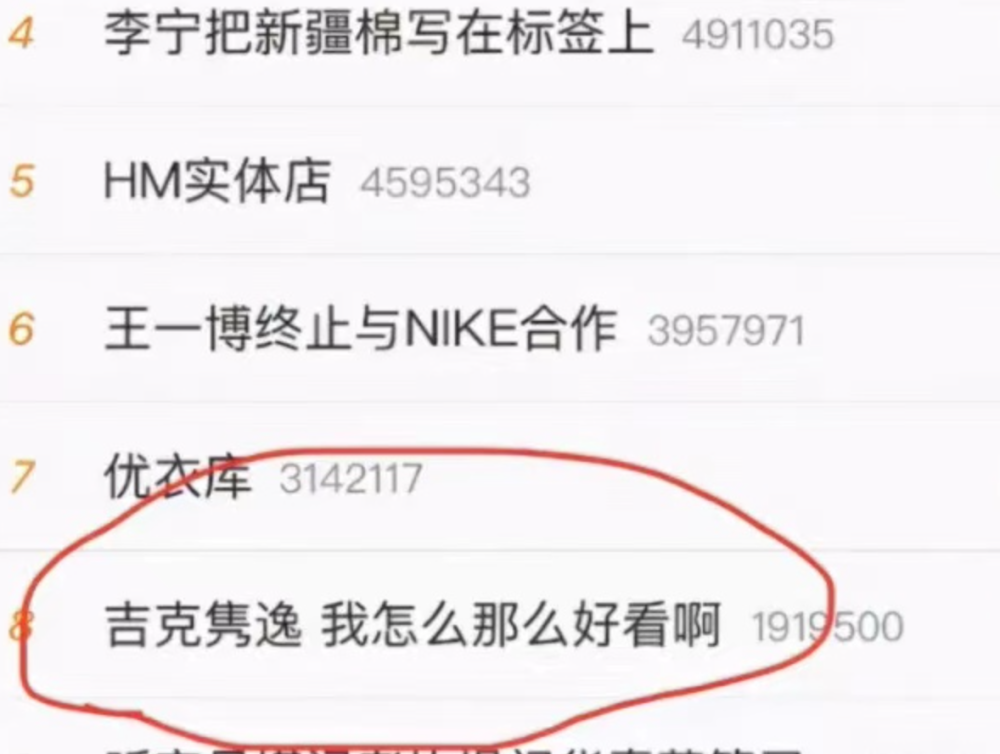 4 李宁把新疆棉写在标签上 4911035
5 HM实体店 4595343
6 王一博终止与NIKE合作 3957971
7 优衣库 3142117
8 吉克隽逸 我怎么那么好看啊 1919500